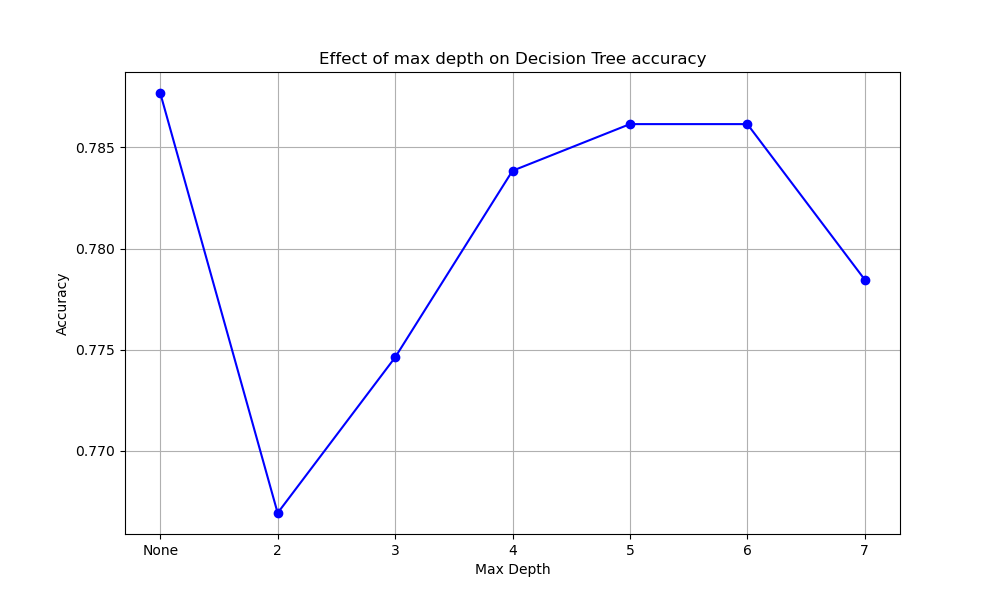 Effect of max depth on Decision Tree accuracy
0.785
0.780
0.775
0.770
Accuracy
None 2 3 4 5 6 7
Max Depth